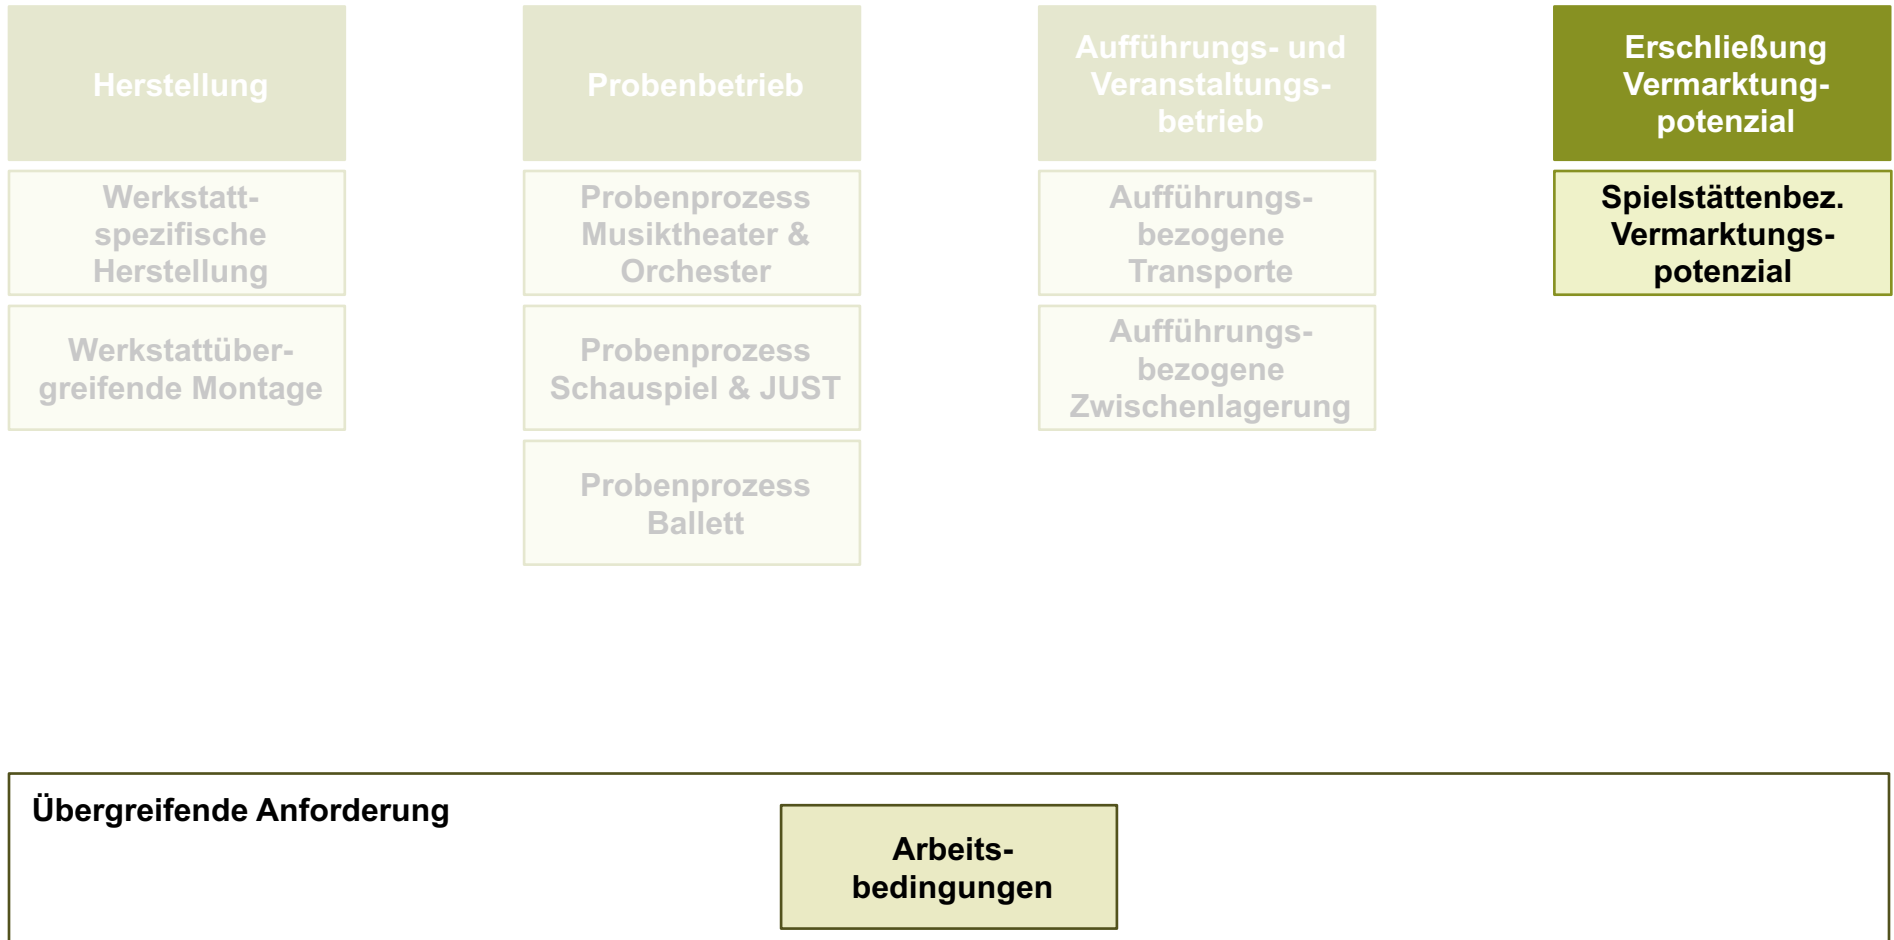 Herstellung
Werkstatt-
spezifische
Herstellung
Werkstattüber-
greifende Montage
Probenbetrieb
Probenprozess
Musiktheater &
Orchester
Probenprozess
Schauspiel & JUST
Probenprozess
Ballett
Aufführungs- und
Veranstaltungs-
betrieb
Aufführungs-
bezogene
Transporte
Aufführungs-
bezogene
Zwischenlagerung
Erschließung
Vermarktung-
potenzial
Spielstättenbez.
Vermarktungs-
potenzial
Übergreifende Anforderung
Arbeits-
bedingungen